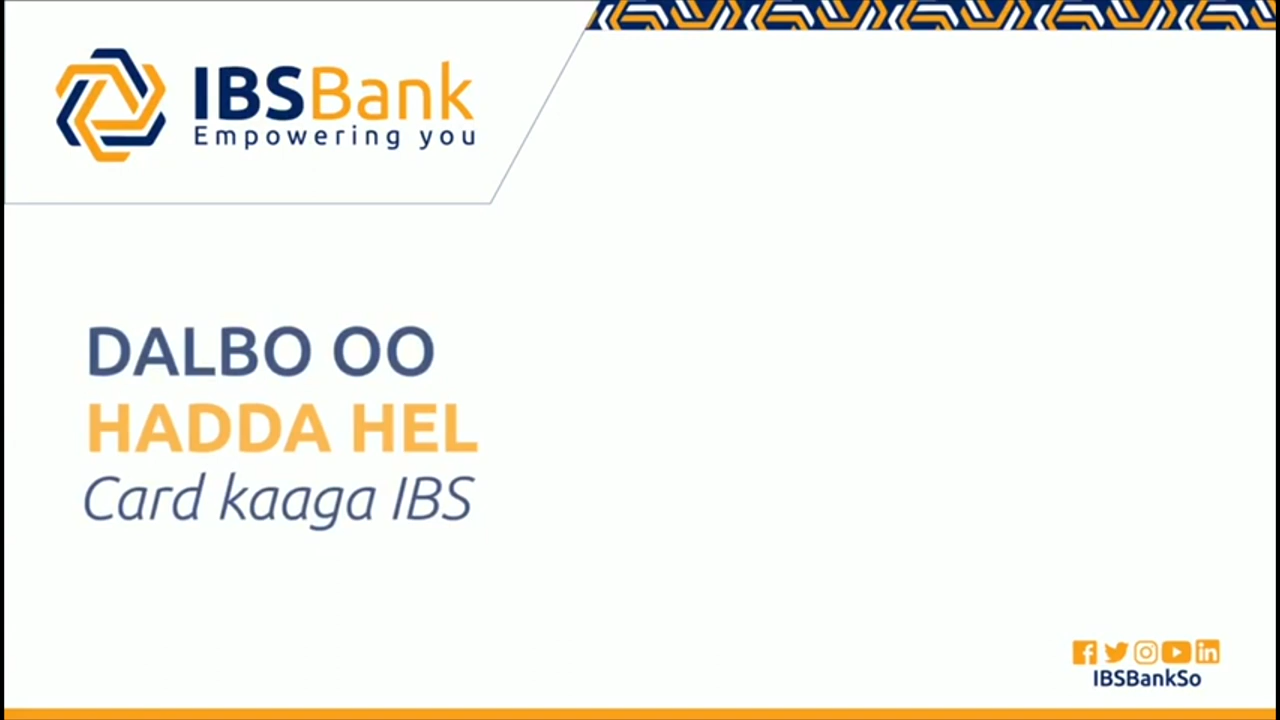 IBSBank
Empowering you
DALBO OO
HADDA HEL
Card kaaga IBS
IBSBankSo